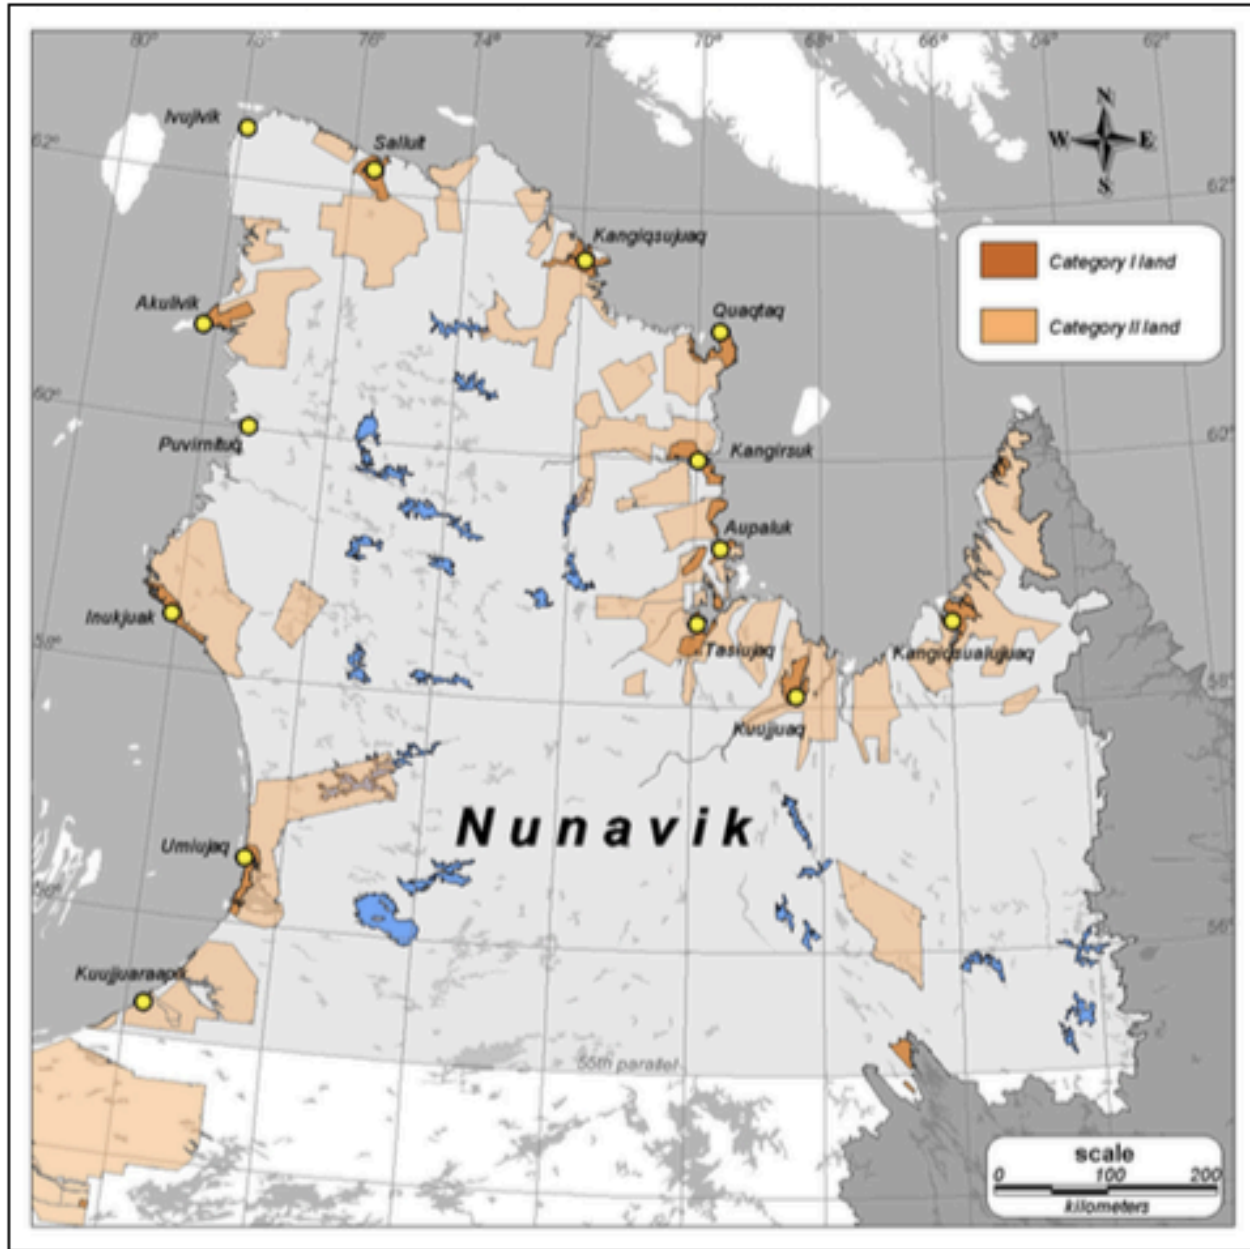 80°
78°
76°
74°
72°
70°
68°
66°
64°
62°
N
W E
S
Ivujivik
Salluit
62°
62°
Kangiqsujuaq
Category I land
Category II land
Akulivik
Quaqtaq
60°
60°
Puvirnituq
Kangirsuk
Aupaluk
Inukjuak
58°
Tasiujaq
Kangiqsualujuaq
58°
Kuujjuaq
Nunavik
Umiujaq
56°
56°
Kuujjuaraapik
55th parallel
scale
0 100 200
kilometers